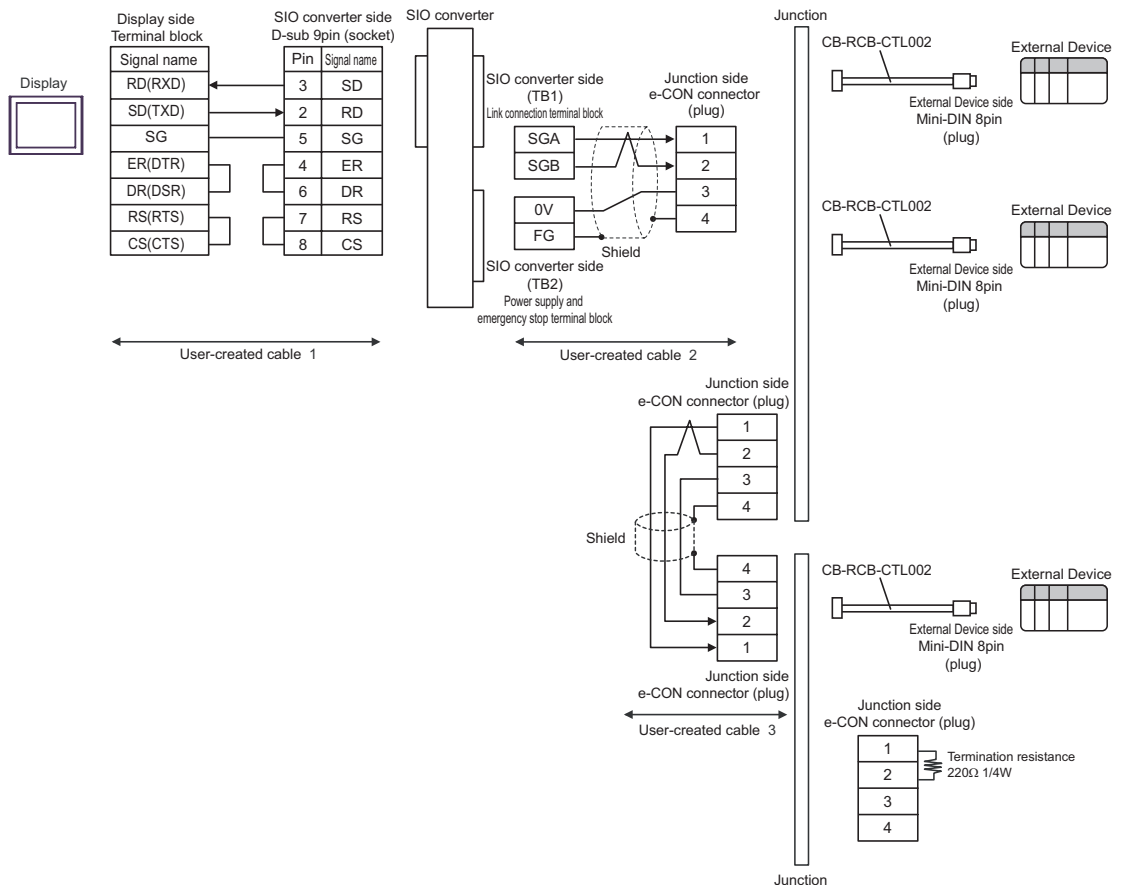 Display
Display side
Terminal block
Signal name
RD(RXD)
SD(TXD)
SG
ER(DTR)
DR(DSR)
RS(RTS)
CS(CTS)
SIO converter side
D-sub 9pin (socket)
Pin Signal name
3 SD
2 RD
5 SG
4 ER
6 DR
7 RS
8 CS
User-created cable 1
SIO converter
SIO converter side
(TB1)
Link connection terminal block
SGA
SGB
0V
FG
Shield
SIO converter side
(TB2)
Power supply and
emergency stop terminal block
Junction side
e-CON connector
(plug)
1
2
3
4
User-created cable 2
Junction
CB-RCB-CTL002
External Device
External Device side
Mini-DIN 8pin
(plug)
CB-RCB-CTL002
External Device
External Device side
Mini-DIN 8pin
(plug)
Junction side
e-CON connector (plug)
1
2
3
4
Shield
4
3
2
1
Junction side
e-CON connector (plug)
User-created cable 3
CB-RCB-CTL002
External Device
External Device side
Mini-DIN 8pin
(plug)
Junction side
e-CON connector (plug)
1
2
3
4
Termination resistance
220Ω 1/4W
Junction